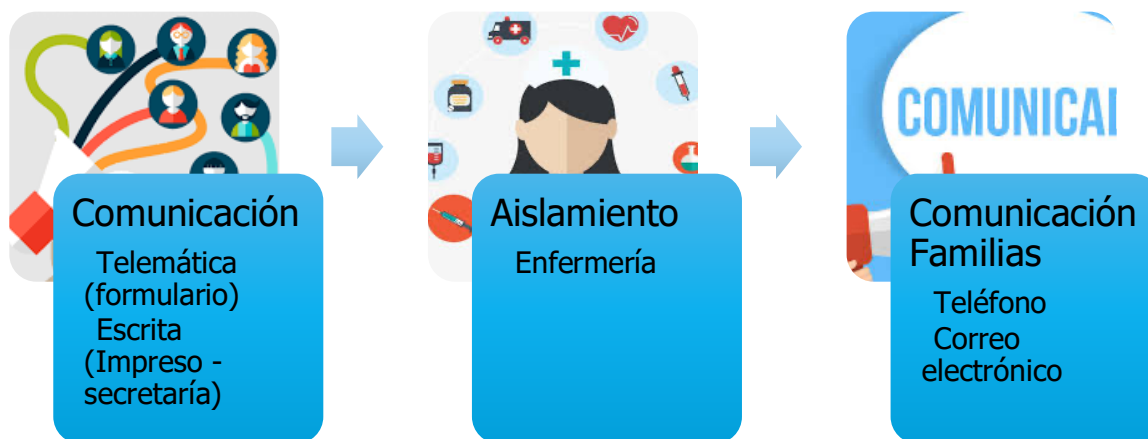 COMUNICAI
Comunicación
Telemática
(formulario)
Escrita
(Impreso -
secretaría)
Aislamiento
Enfermería
Comunicación
Familias
Teléfono
Correo
electrónico